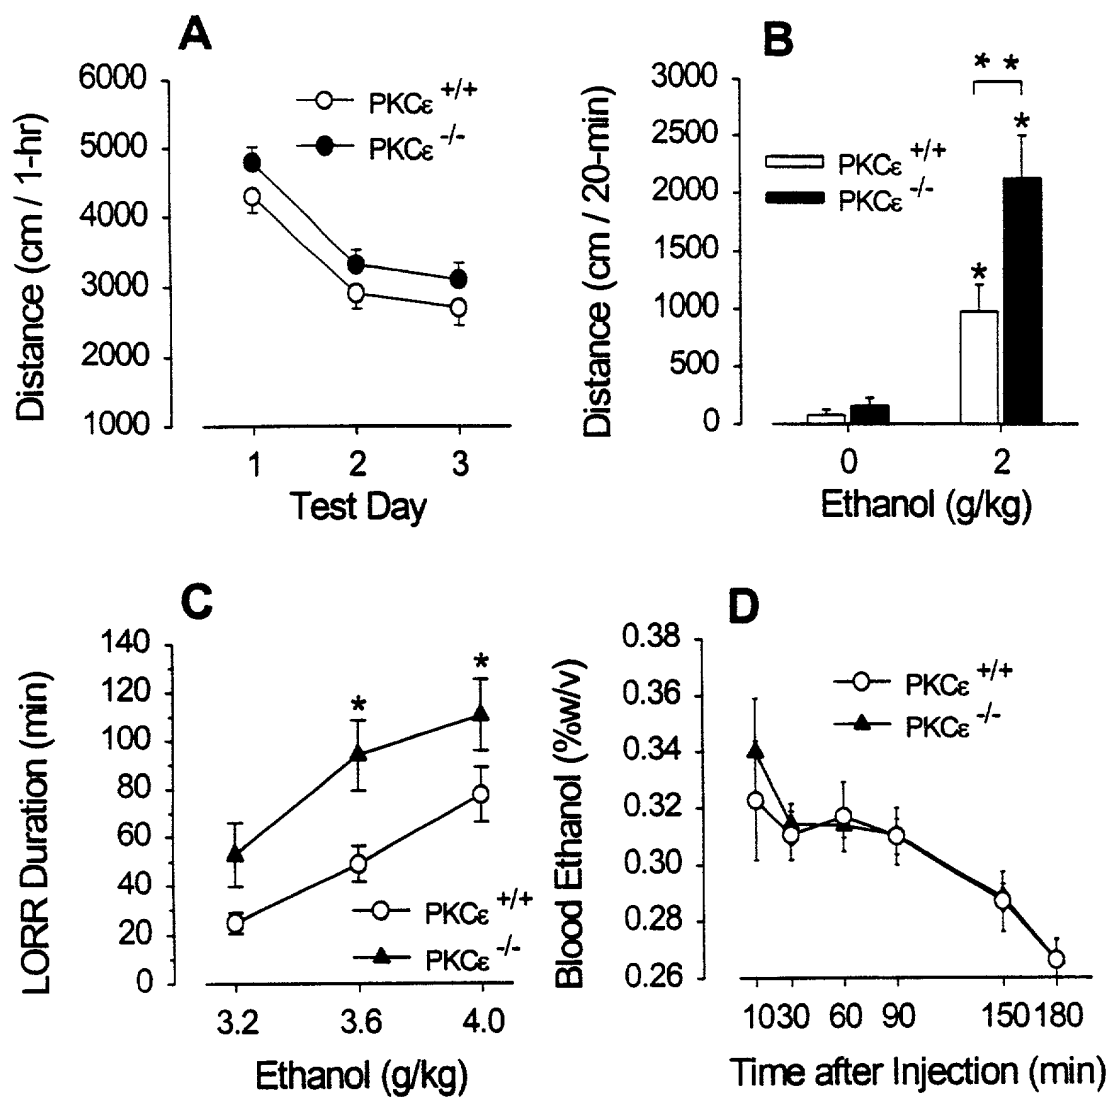 A
6000
5000
4000
3000
2000
1000
Distance (cm / 1-hr)
PKCε +/+
PKCε -/-
1 2 3
Test Day
B
3000
2500
2000
1500
1000
500
0
Distance (cm / 20-min)
* *
*
*
PKCε +/+
PKCε -/-
0 2
Ethanol (g/kg)
C
140
120
100
80
60
40
20
0
LORR Duration (min)
*
*
PKCε +/+
PKCε -/-
3.2 3.6 4.0
Ethanol (g/kg)
D
0.38
0.36
0.34
0.32
0.30
0.28
0.26
Blood Ethanol (%w/v)
PKCε +/+
PKCε -/-
10 30 60 90 150 180
Time after Injection (min)